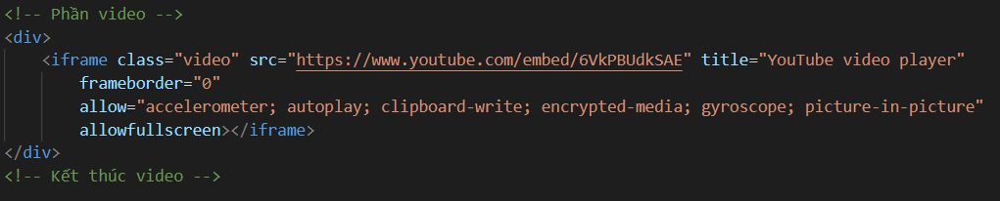 <!-- Phần video -->
<div>
<iframe class="video" src="https://www.youtube.com/embed/6VkPBUdkSAE" title="YouTube video player"
frameborder="0"
allow="accelerometer; autoplay; clipboard-write; encrypted-media; gyroscope; picture-in-picture"
allowfullscreen></iframe>
</div>
<!-- Kết thúc video -->